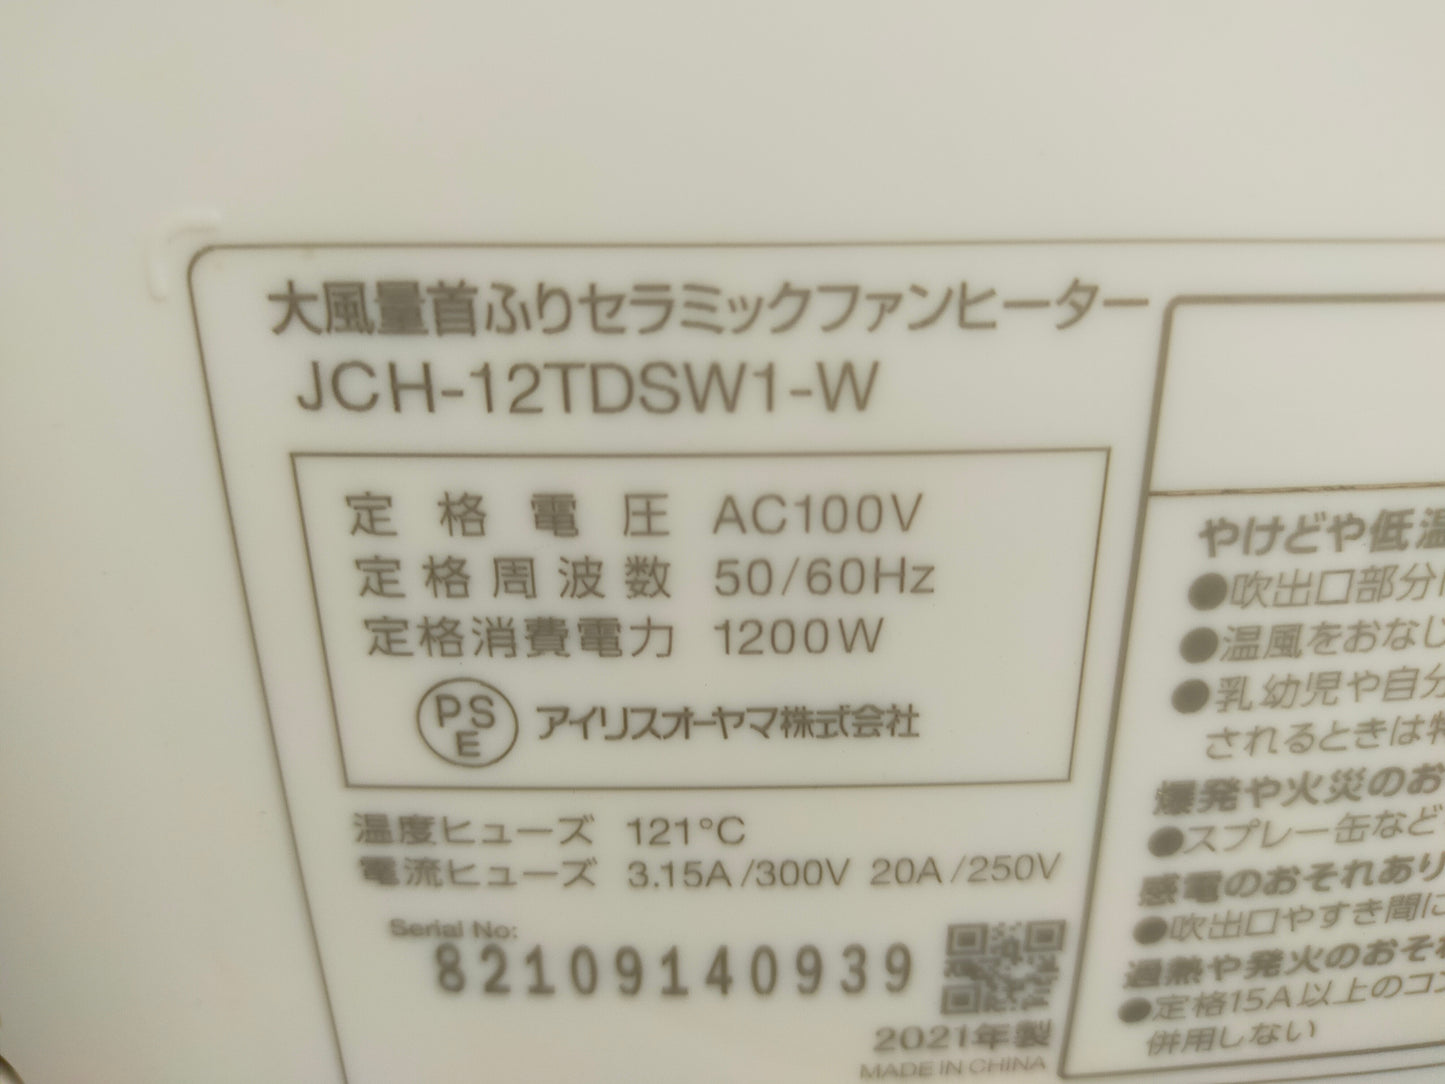 大風量首ふりセラミックファンヒーター
JCH-12TDSW1-W
定格電圧 AC100V
定格周波数 50/60Hz
定格消費電力 1200W
PSE アイリスオーヤマ株式会社
温度ヒューズ 121℃
電流ヒューズ 3.15A/300V 20A/250V
Serial No:
82109140939
2021年製
MADE IN CHINA
やけどや低温
●吹出口部分に
●温風をおなじ
●乳幼児や自分
されるときは特
爆発や火災のお
●スプレー缶など
感電のおそれあり
●吹出口やすき間に
過熱や発火のおそれ
●定格15A以上のコン
併用しない